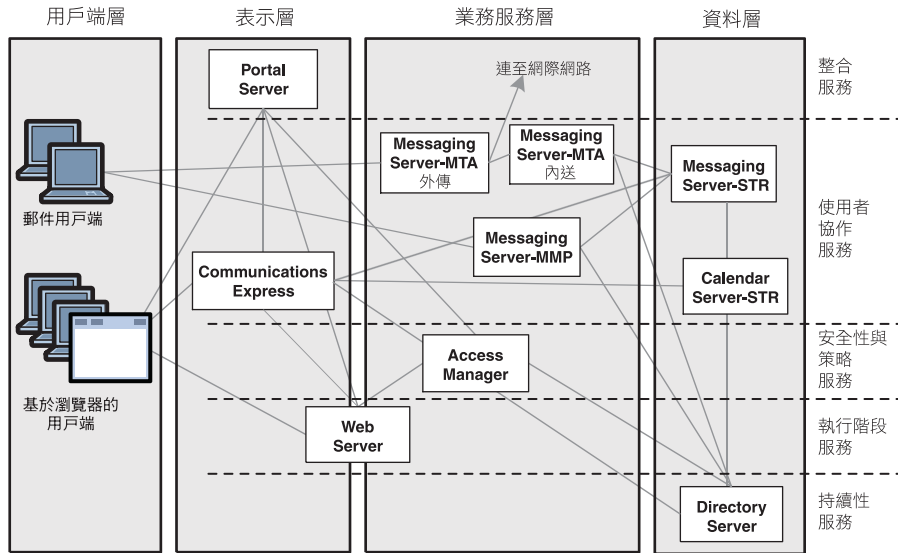 用戶端層
表示層
業務服務層
資料層
Portal
Server
連至網際網路
整合
服務
Messaging
Server-MTA
外傳
Messaging
Server-MTA
內送
Messaging
Server-STR
郵件用戶端
使用者
協作
服務
Messaging
Server-MMP
Communications
Express
Calendar
Server-STR
安全性與
策略
服務
Access
Manager
基於瀏覽器的
用戶端
Web
Server
執行階段
服務
Directory
Server
持續性
服務